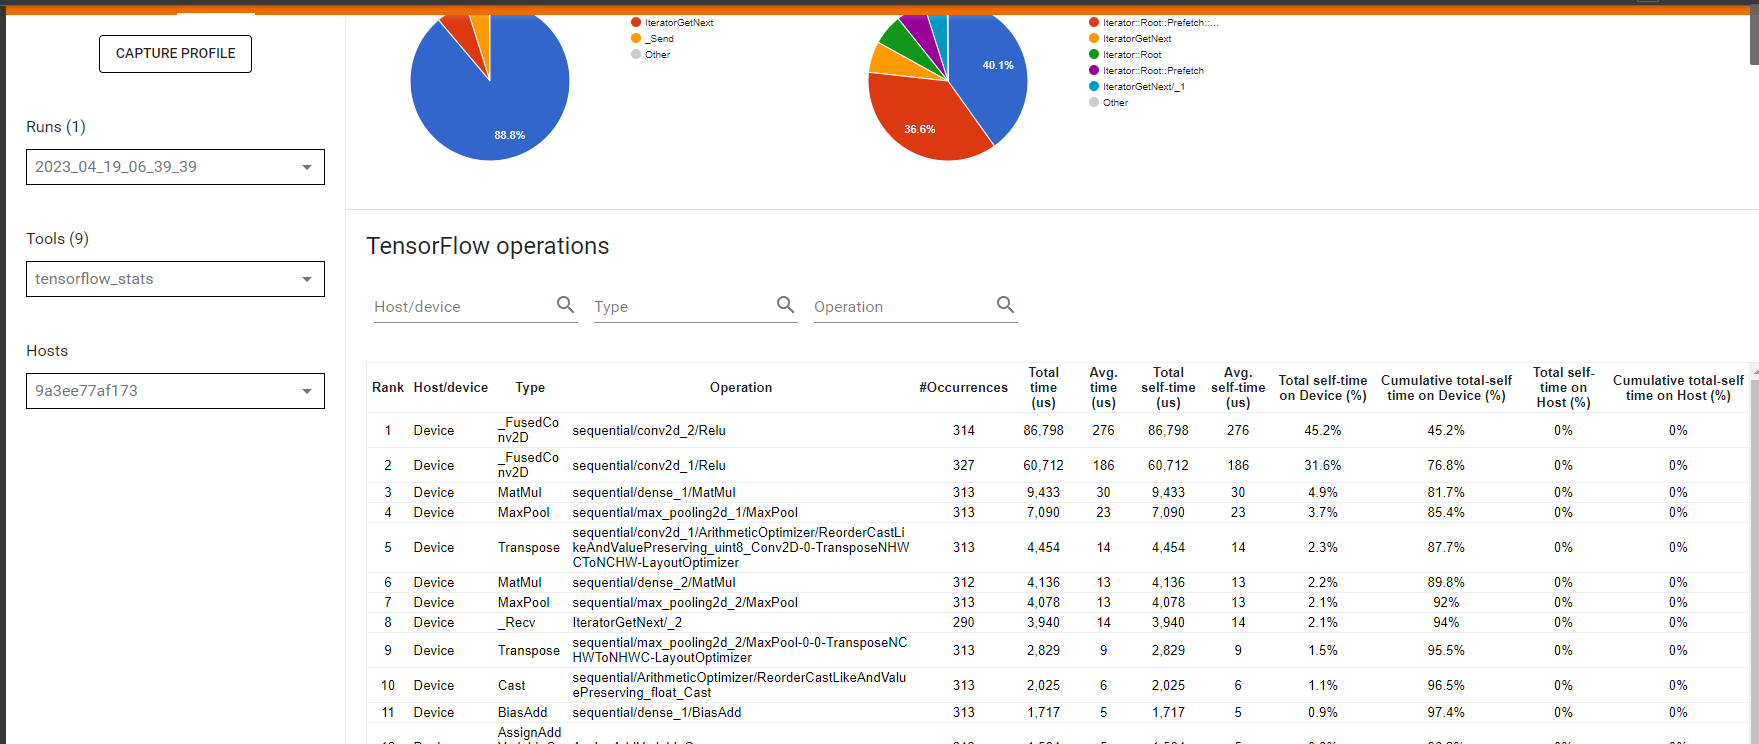 CAPTURE PROFILE
Runs (1)
2023_04_19_06_39_39
Tools (9)
tensorflow_stats
Hosts
9a3ee77af173
88.8%
IteratorGetNext
_Send
Other
40.1%
36.6%
Iterator::Root::Prefetch::...
IteratorGetNext
Iterator::Root
Iterator::Root::Prefetch
IteratorGetNext/_1
Other
TensorFlow operations
Host/device
Type
Operation
Rank Host/device Type Operation #Occurrences Total time (us) Avg. time (us) Total self-time (us) Avg. self-time (us) Total self-time on Device (%) Cumulative total-self time on Device (%) Total self-time on Host (%) Cumulative total-self time on Host (%)
1 Device _FusedConv2D sequential/conv2d_2/Relu 314 86,798 276 86,798 276 45.2% 45.2% 0% 0%
2 Device _FusedConv2D sequential/conv2d_1/Relu 327 60,712 186 60,712 186 31.6% 76.8% 0% 0%
3 Device MatMul sequential/dense_1/MatMul 313 9,433 30 9,433 30 4.9% 81.7% 0% 0%
4 Device MaxPool sequential/max_pooling2d_1/MaxPool 313 7,090 23 7,090 23 3.7% 85.4% 0% 0%
5 Device Transpose sequential/conv2d_1/ArithmeticOptimizer/ReorderCastLikeAndValuePreserving_uint8_Conv2D-0-TransposeNHWCToNCHW-LayoutOptimizer 313 4,454 14 4,454 14 2.3% 87.7% 0% 0%
6 Device MatMul sequential/dense_2/MatMul 312 4,136 13 4,136 13 2.2% 89.8% 0% 0%
7 Device MaxPool sequential/max_pooling2d_2/MaxPool 313 4,078 13 4,078 13 2.1% 92% 0% 0%
8 Device _Recv IteratorGetNext/_2 290 3,940 14 3,940 14 2.1% 94% 0% 0%
9 Device Transpose sequential/max_pooling2d_2/MaxPool-0-0-TransposeNCHWToNHWC-LayoutOptimizer 313 2,829 9 2,829 9 1.5% 95.5% 0% 0%
10 Device Cast sequential/ArithmeticOptimizer/ReorderCastLikeAndValuePreserving_float_Cast 313 2,025 6 2,025 6 1.1% 96.5% 0% 0%
11 Device BiasAdd sequential/dense_1/BiasAdd 313 1,717 5 1,717 5 0.9% 97.4% 0% 0%
AssignAdd